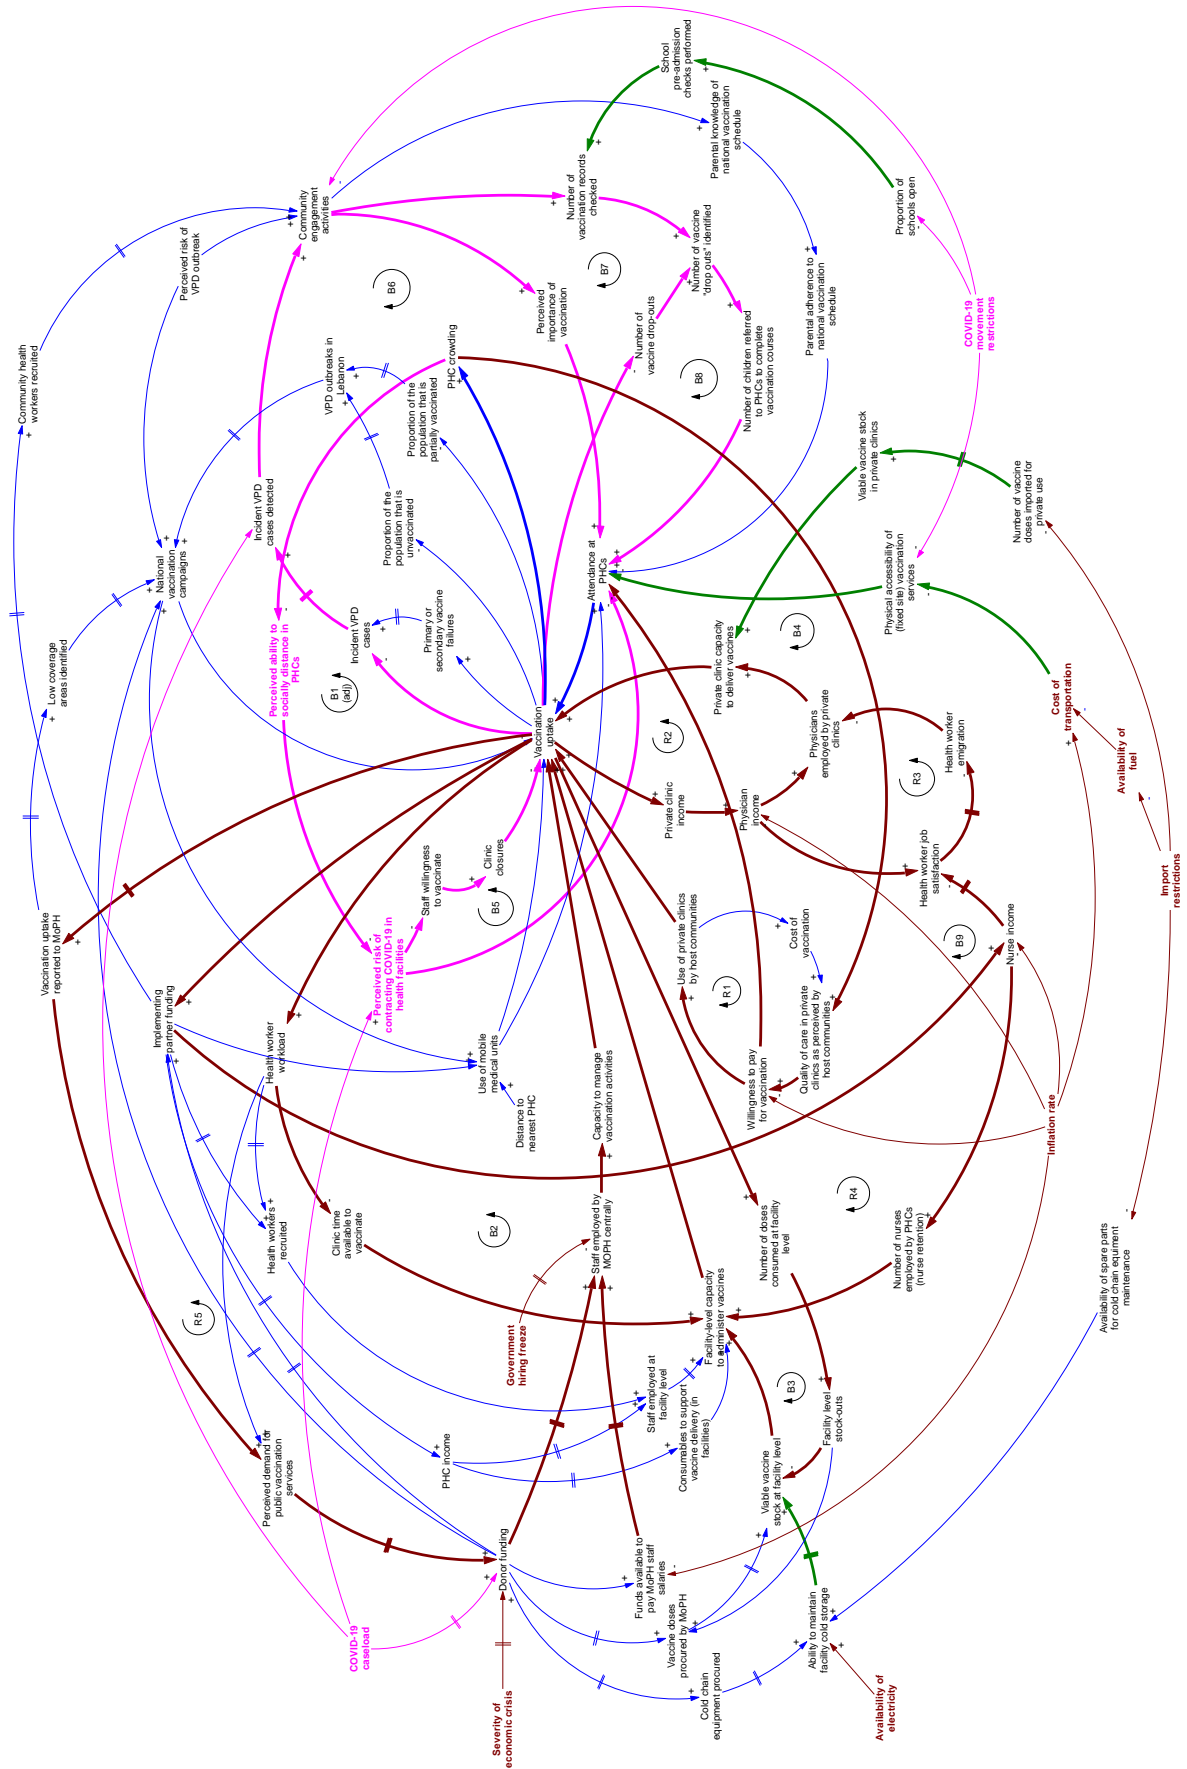 Community health
workers recruited
Perceived risk of
VPD outbreak
Community
engagement
activities
School
pre-admission
checks performed
Parental knowledge of
national vaccination
schedule
Number of
vaccination records
checked
Number of vaccine
"drop outs" identified
Proportion of
schools open
Parental adherence to
national vaccination
schedule
COVID-19
movement
restrictions
B6
B7
B8
Perceived
importance of
vaccination
Number of
vaccine drop-outs
Number of children referred
to PHCs to complete
vaccination courses
PHC crowding
VPD outbreaks in
Lebanon
Proportion of the
population that is
partially vaccinated
Proportion of the
population that is
unvaccinated
Incident VPD
cases detected
National
vaccination
campaigns
Low coverage
areas identified
Perceived ability to
socially distance in
PHCs
Incident VPD
cases
B1
(adj)
Primary or
secondary vaccine
failures
Attendance at
PHCs
Viable vaccine stock
in private clinics
Number of vaccine
doses imported for
private use
Physical accessibility of
(fixed site) vaccination
services
Private clinic capacity
to deliver vaccines
B4
Vaccination
uptake
R2
Physicians
employed by private
clinics
R3
Health worker
emigration
Cost of
transportation
Availability of
fuel
Import
restrictions
Private clinic
income
Physician
income
Health worker job
satisfaction
B9
Nurse income
Clinic
closures
Staff willingness
to vaccinate
B5
Perceived risk of
contracting COVID-19 in
health facilities
Vaccination uptake
reported to MoPH
Implementing
partner funding
Health worker
workload
Use of mobile
medical units
Distance to
nearest PHC
Use of private clinics
by host communities
R1
Cost of
vaccination
Quality of care in private
clinics as perceived by
host communities
Willingness to pay
for vaccination
Capacity to manage
vaccination activities
Inflation rate
Health workers
recruited
Clinic time
available to
vaccinate
R5
B2
Staff employed by
MOPH centrally
Government
hiring freeze
Number of doses
consumed at facility
level
R4
Number of nurses
employed by PHCs
(nurse retention)
Availability of spare parts
for cold chain equiment
maintenance
Facility-level capacity
to administer vaccines
B3
Facility level
stock-outs
Staff employed at
facility level
Consumables to support
vaccine delivery (in
facilities)
Viable vaccine
stock at facility level
PHC income
Perceived demand for
public vaccination
services
Donor funding
Funds available to
pay MoPH staff
salaries
Vaccine doses
procured by MoPH
Ability to maintain
facility cold storage
Cold chain
equipment procured
COVID-19
caseload
Severity of
economic crisis
Availability of
electricity